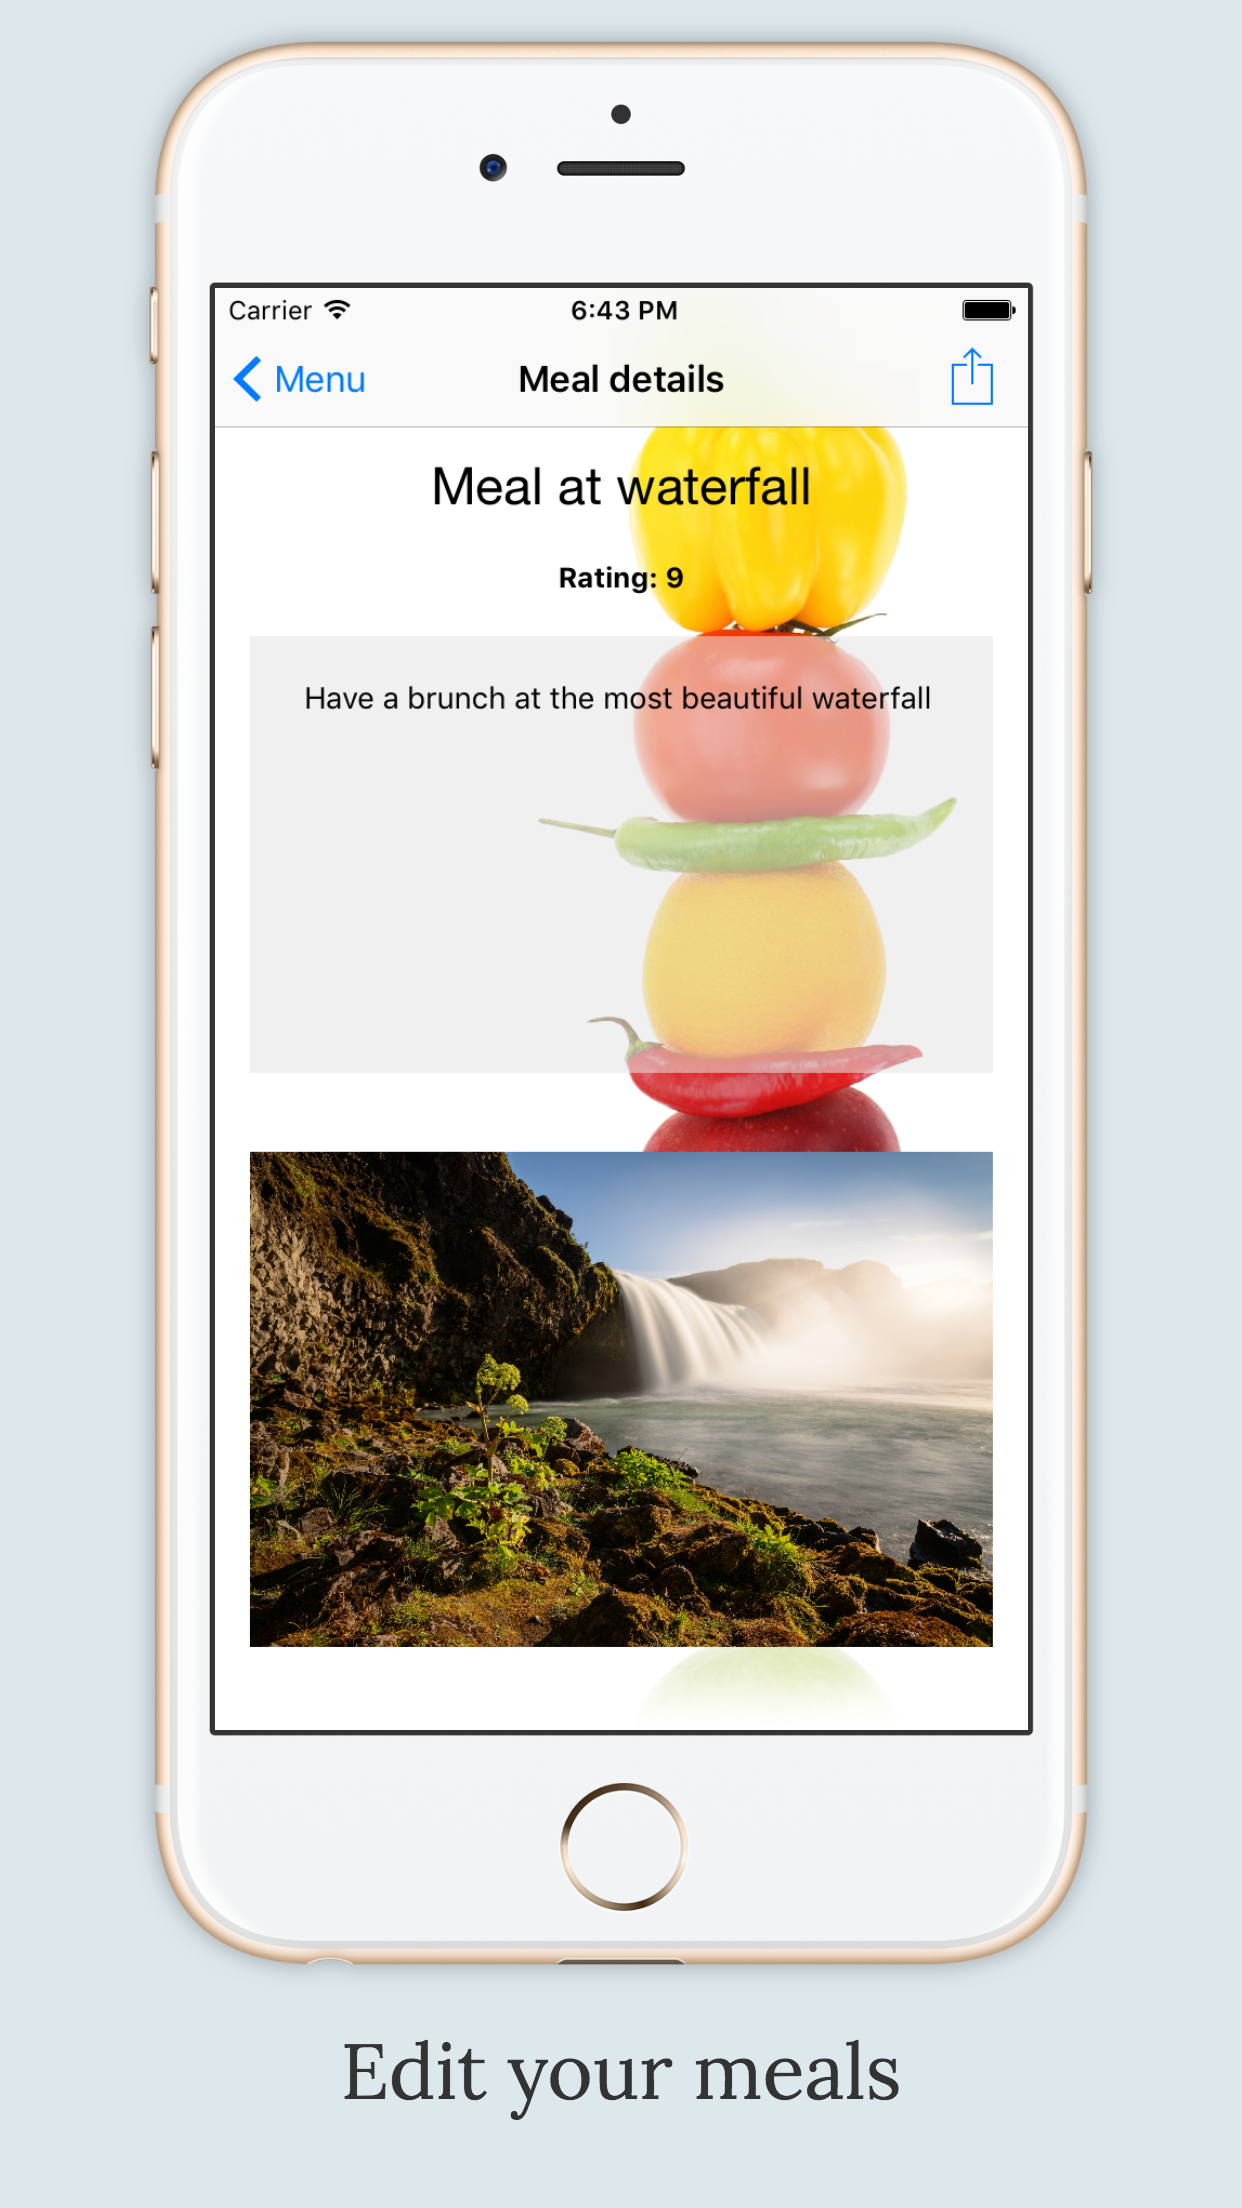 Carrier
6:43 PM
Menu
Meal details
Meal at waterfall
Rating: 9
Have a brunch at the most beautiful waterfall
Edit your meals